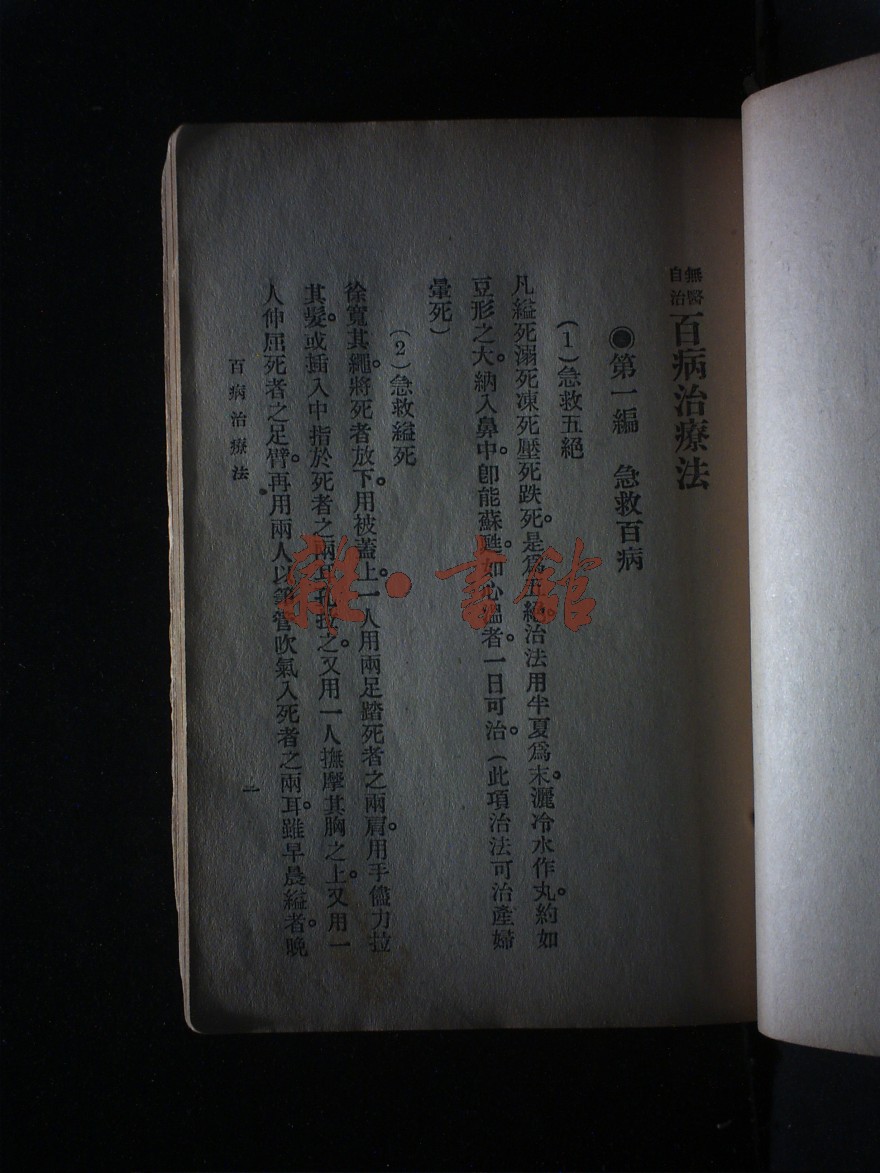 無醫自治百病治療法
●第一編　急救百病
(1)急救五絕
凡縊死溺死凍死壓死跌死。是爲五絕。治法用半夏爲末。灑冷水作丸。約如
豆形之大。納入鼻中。卽能蘇甦。如心溫者。一日可治。(此項治法可治產婦
暈死)
(2)急救縊死
徐寬其繩。將死者放下。用被蓋上。一人用兩足踏死者之兩肩。用手儘力拉
其髮。或插入中指於死者之兩耳孔拉之。又用一人撫摩其胸之上。又用一
人伸屈死者之足臂。再用兩人以筆管吹氣入死者之兩耳。雖早晨縊者。晚
百病治療法
雜·書館